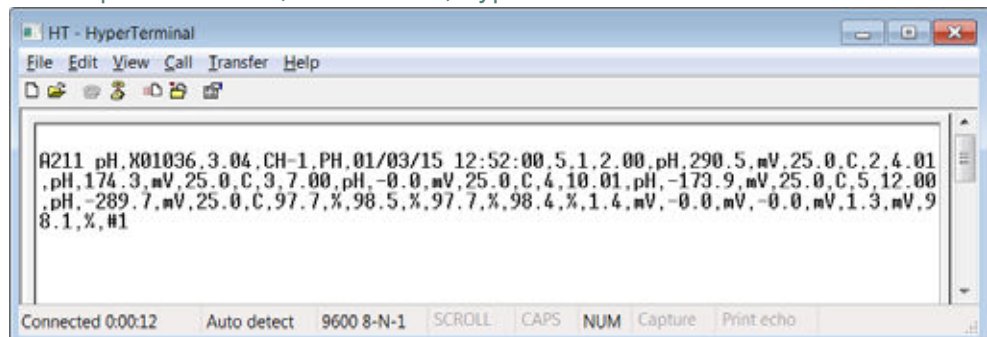 HT - HyperTerminal
File Edit View Call Transfer Help
A211 pH,X01036,3.04,CH-1,PH,01/03/15 12:52:00,5,1,2.00,pH,290.5,mV,25.0,C,2,4.01
,pH,174.3,mV,25.0,C,3,7.00,pH,-0.0,mV,25.0,C,4,10.01,pH,-173.9,mV,25.0,C,5,12.00
,pH,-289.7,mV,25.0,C,97.7,%,98.5,%,97.7,%,98.4,%,1.4,mV,-0.0,mV,-0.0,mV,1.3,mV,9
8.1,%,#1
Connected 0:00:12 Auto detect 9600 8-N-1 SCROLL CAPS NUM Capture Print echo